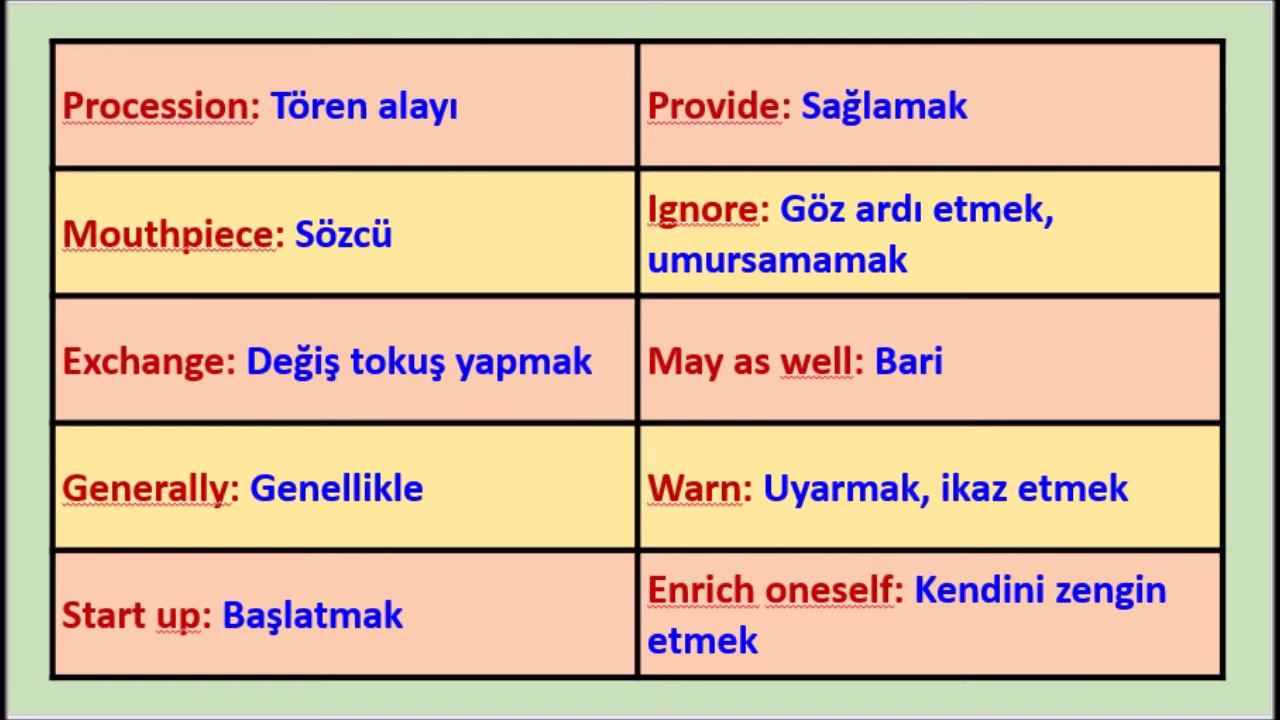 Procession: Tören alayı
Provide: Sağlamak
Mouthpiece: Sözcü
Ignore: Göz ardı etmek,
umursamamak
Exchange: Değiş tokuş yapmak
May as well: Bari
Generally: Genellikle
Warn: Uyarmak, ikaz etmek
Start up: Başlatmak
Enrich oneself: Kendini zengin
etmek